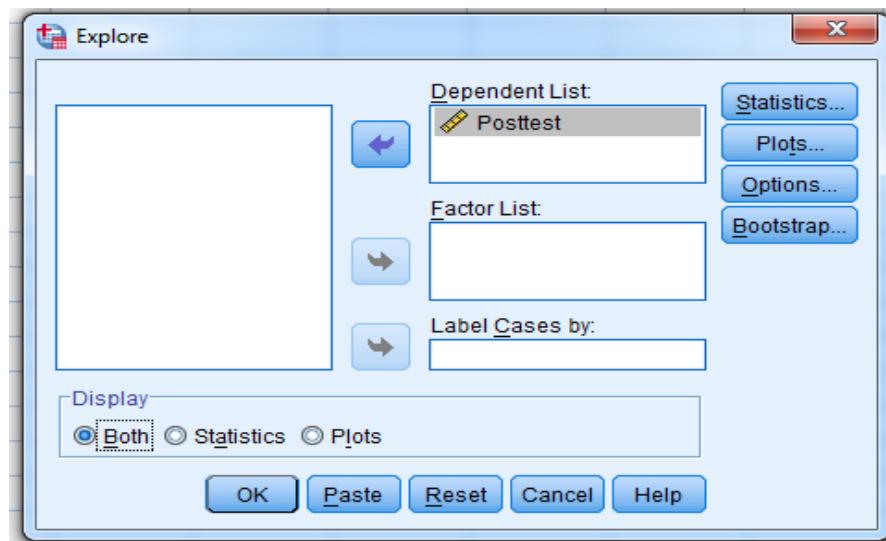 Explore
Dependent List:
Posttest
Factor List:
Label Cases by:
Statistics...
Plots...
Options...
Bootstrap...
Display
Both Statistics Plots
OK Paste Reset Cancel Help